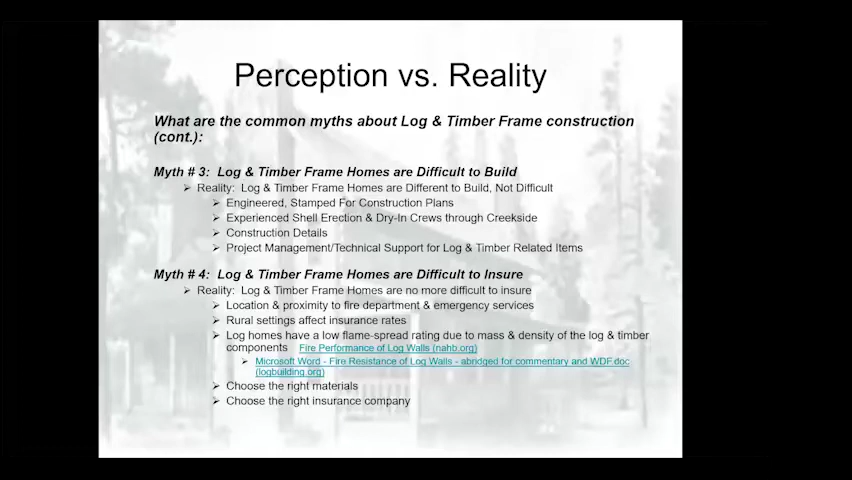 Perception vs. Reality
What are the common myths about Log & Timber Frame construction
(cont.):
Myth # 3:  Log & Timber Frame Homes are Difficult to Build
➢ Reality:  Log & Timber Frame Homes are Different to Build, Not Difficult
➢ Engineered, Stamped For Construction Plans
➢ Experienced Shell Erection & Dry-In Crews through Creekside
➢ Construction Details
➢ Project Management/Technical Support for Log & Timber Related Items
Myth # 4:  Log & Timber Frame Homes are Difficult to Insure
➢ Reality:  Log & Timber Frame Homes are no more difficult to insure
➢ Location & proximity to fire department & emergency services
➢ Rural settings affect insurance rates
➢ Log homes have a low flame-spread rating due to mass & density of the log & timber
components   Fire Performance of Log Walls (nahb.org)
➢ Microsoft Word - Fire Resistance of Log Walls - abridged for commentary and WDF.doc
(logbuilding.org)
➢ Choose the right materials
➢ Choose the right insurance company